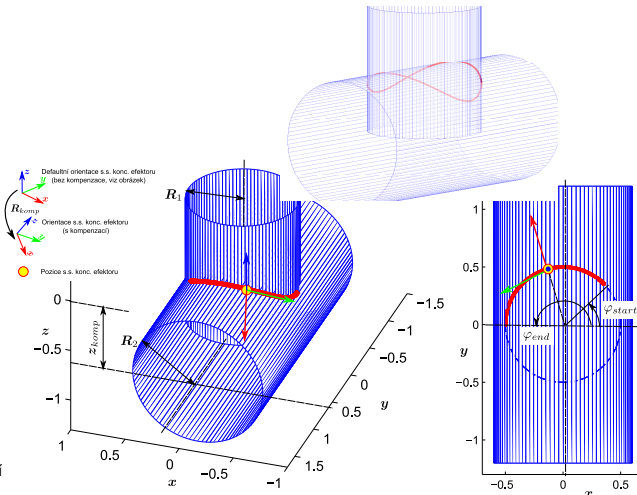 z
y
x
Defaultní orientace s.s. konc. efektoru
(bez kompenzace, viz obrázek)
R_komp
z
y
x
Orientace s.s. konc. efektoru
(s kompenzací)
Pozice s.s. konc. efektoru
R_1
R_2
z_komp
0
−0.5
−1
z
1
0.5
0
−0.5
−1
x
−1.5
−1
−0.5
0
0.5
1
1.5
y
1
0.5
0
−0.5
−1
y
−0.5
0
0.5
x
φ_start
φ_end
í